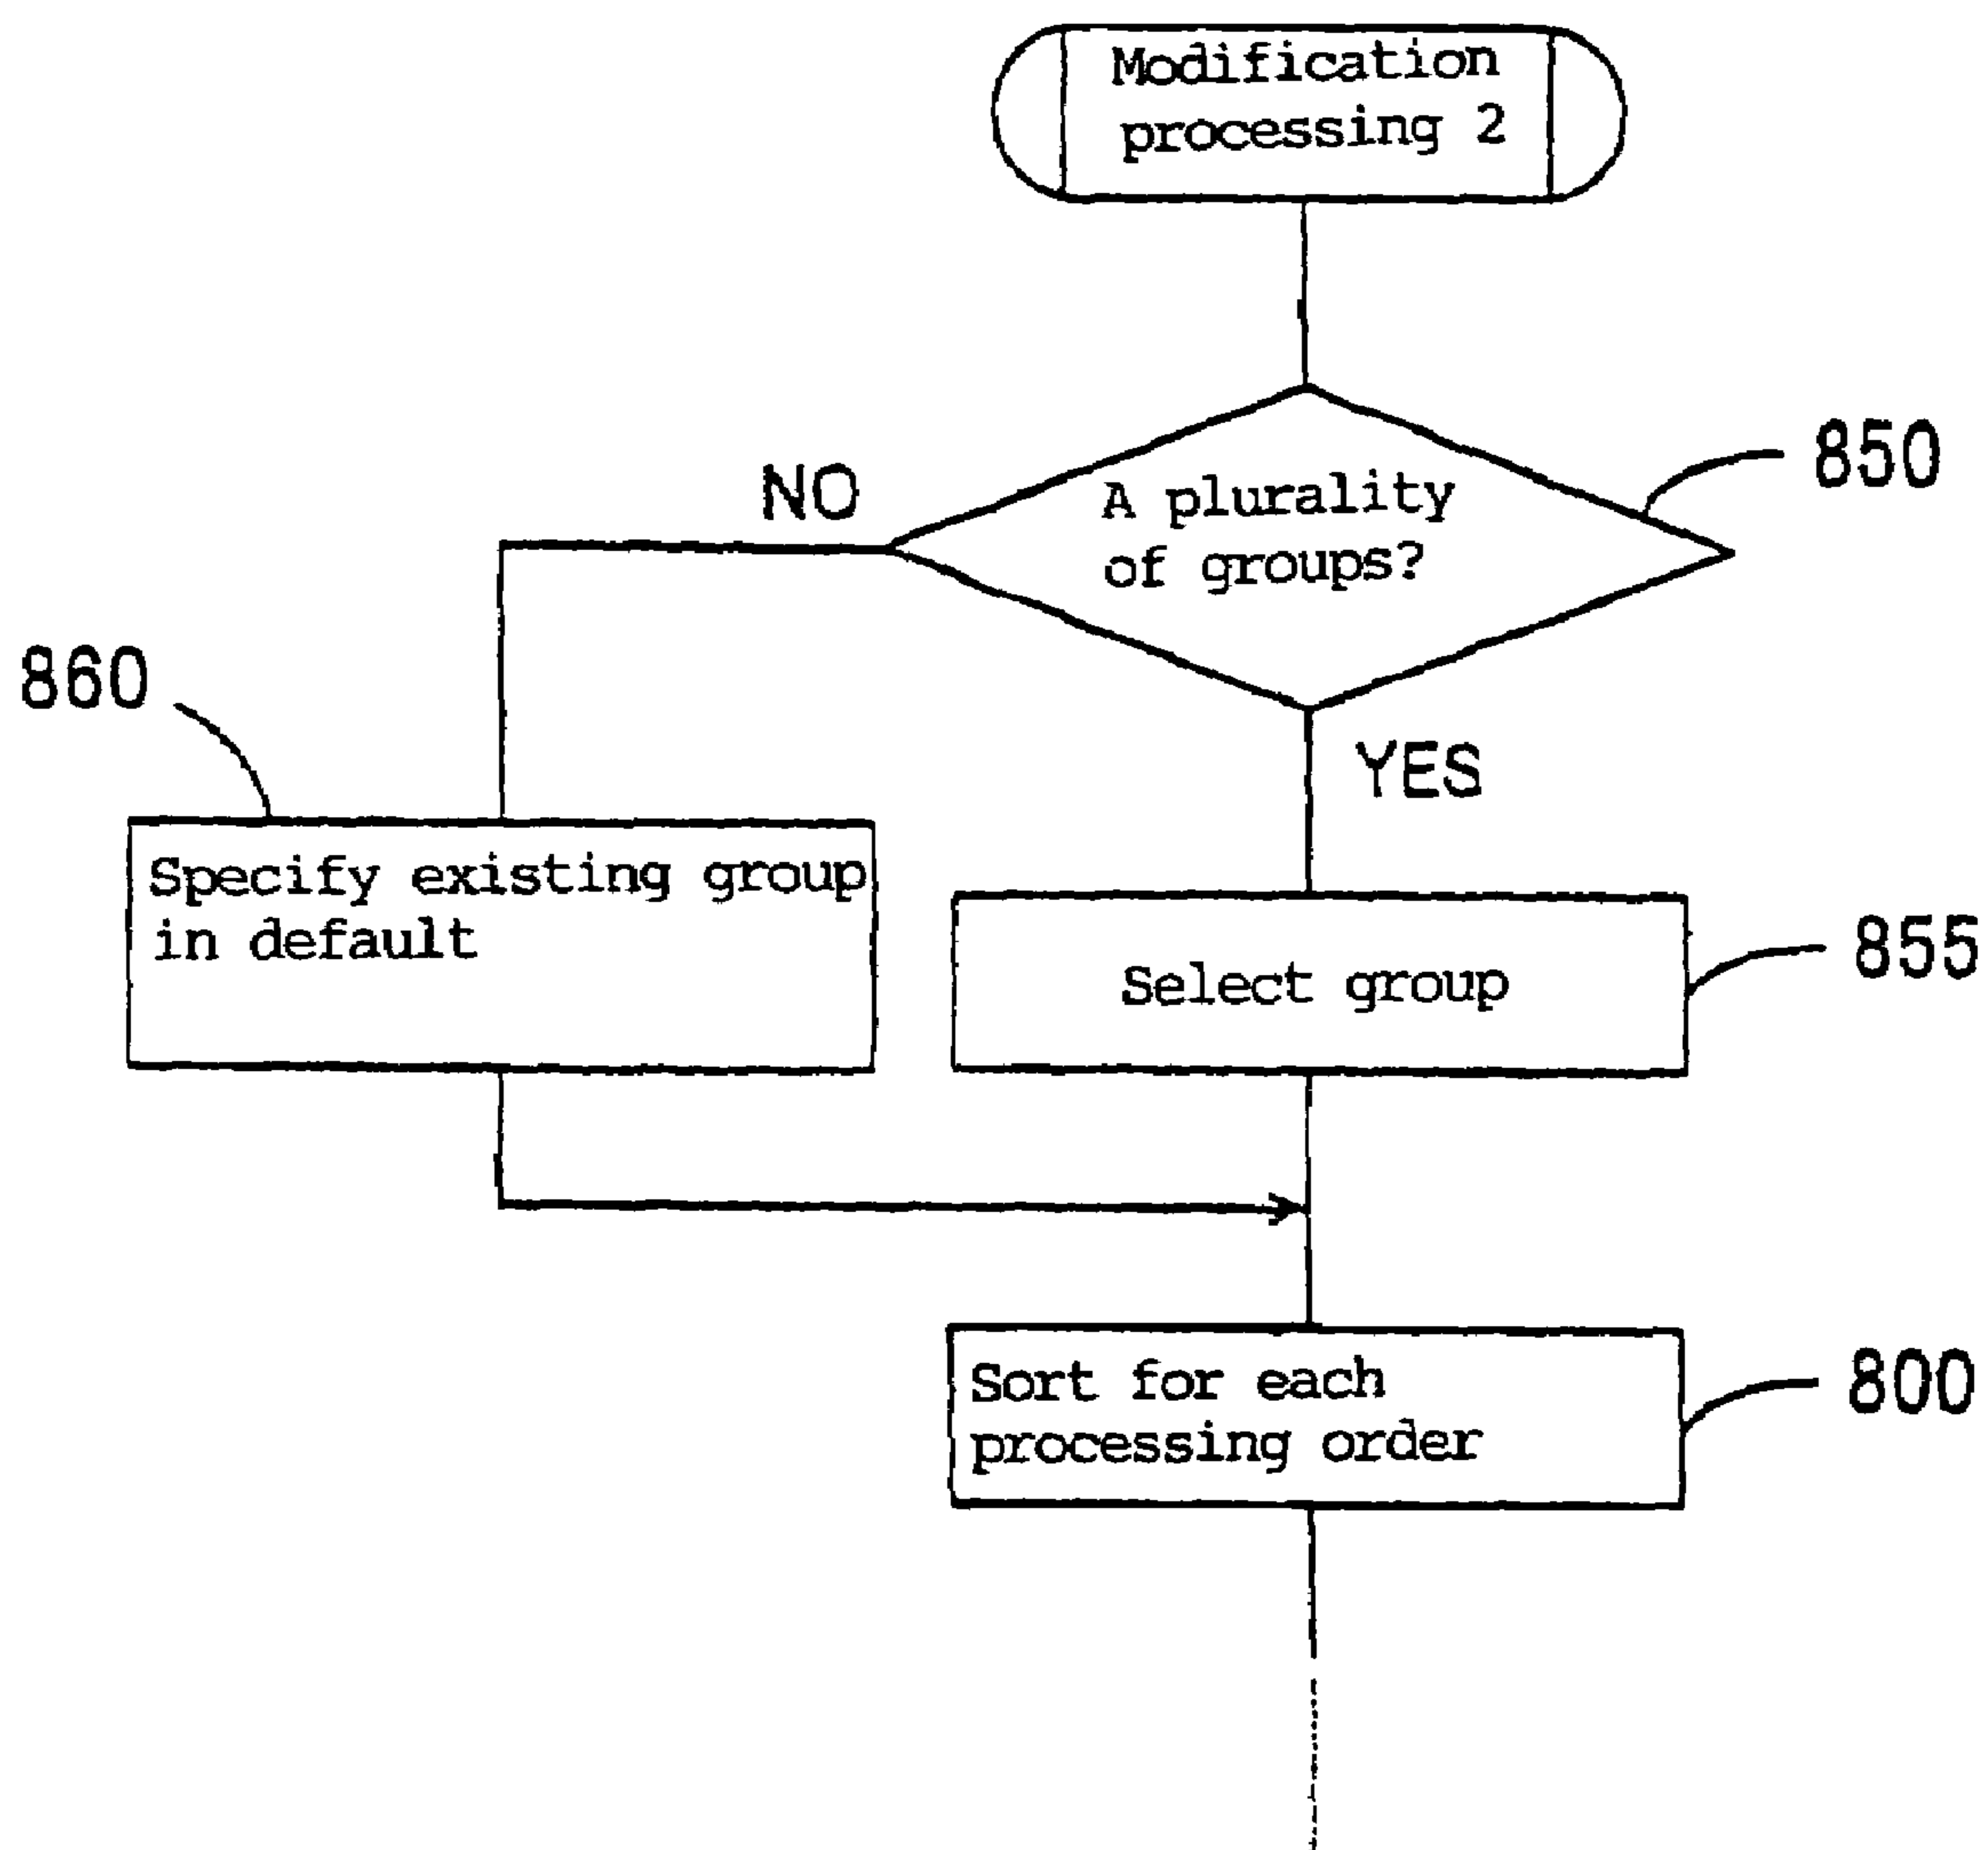 Modification
processing 2
A plurality
of groups?
850
NO
YES
860
Specify existing group
in default
Select group
855
Sort for each
processing order
800